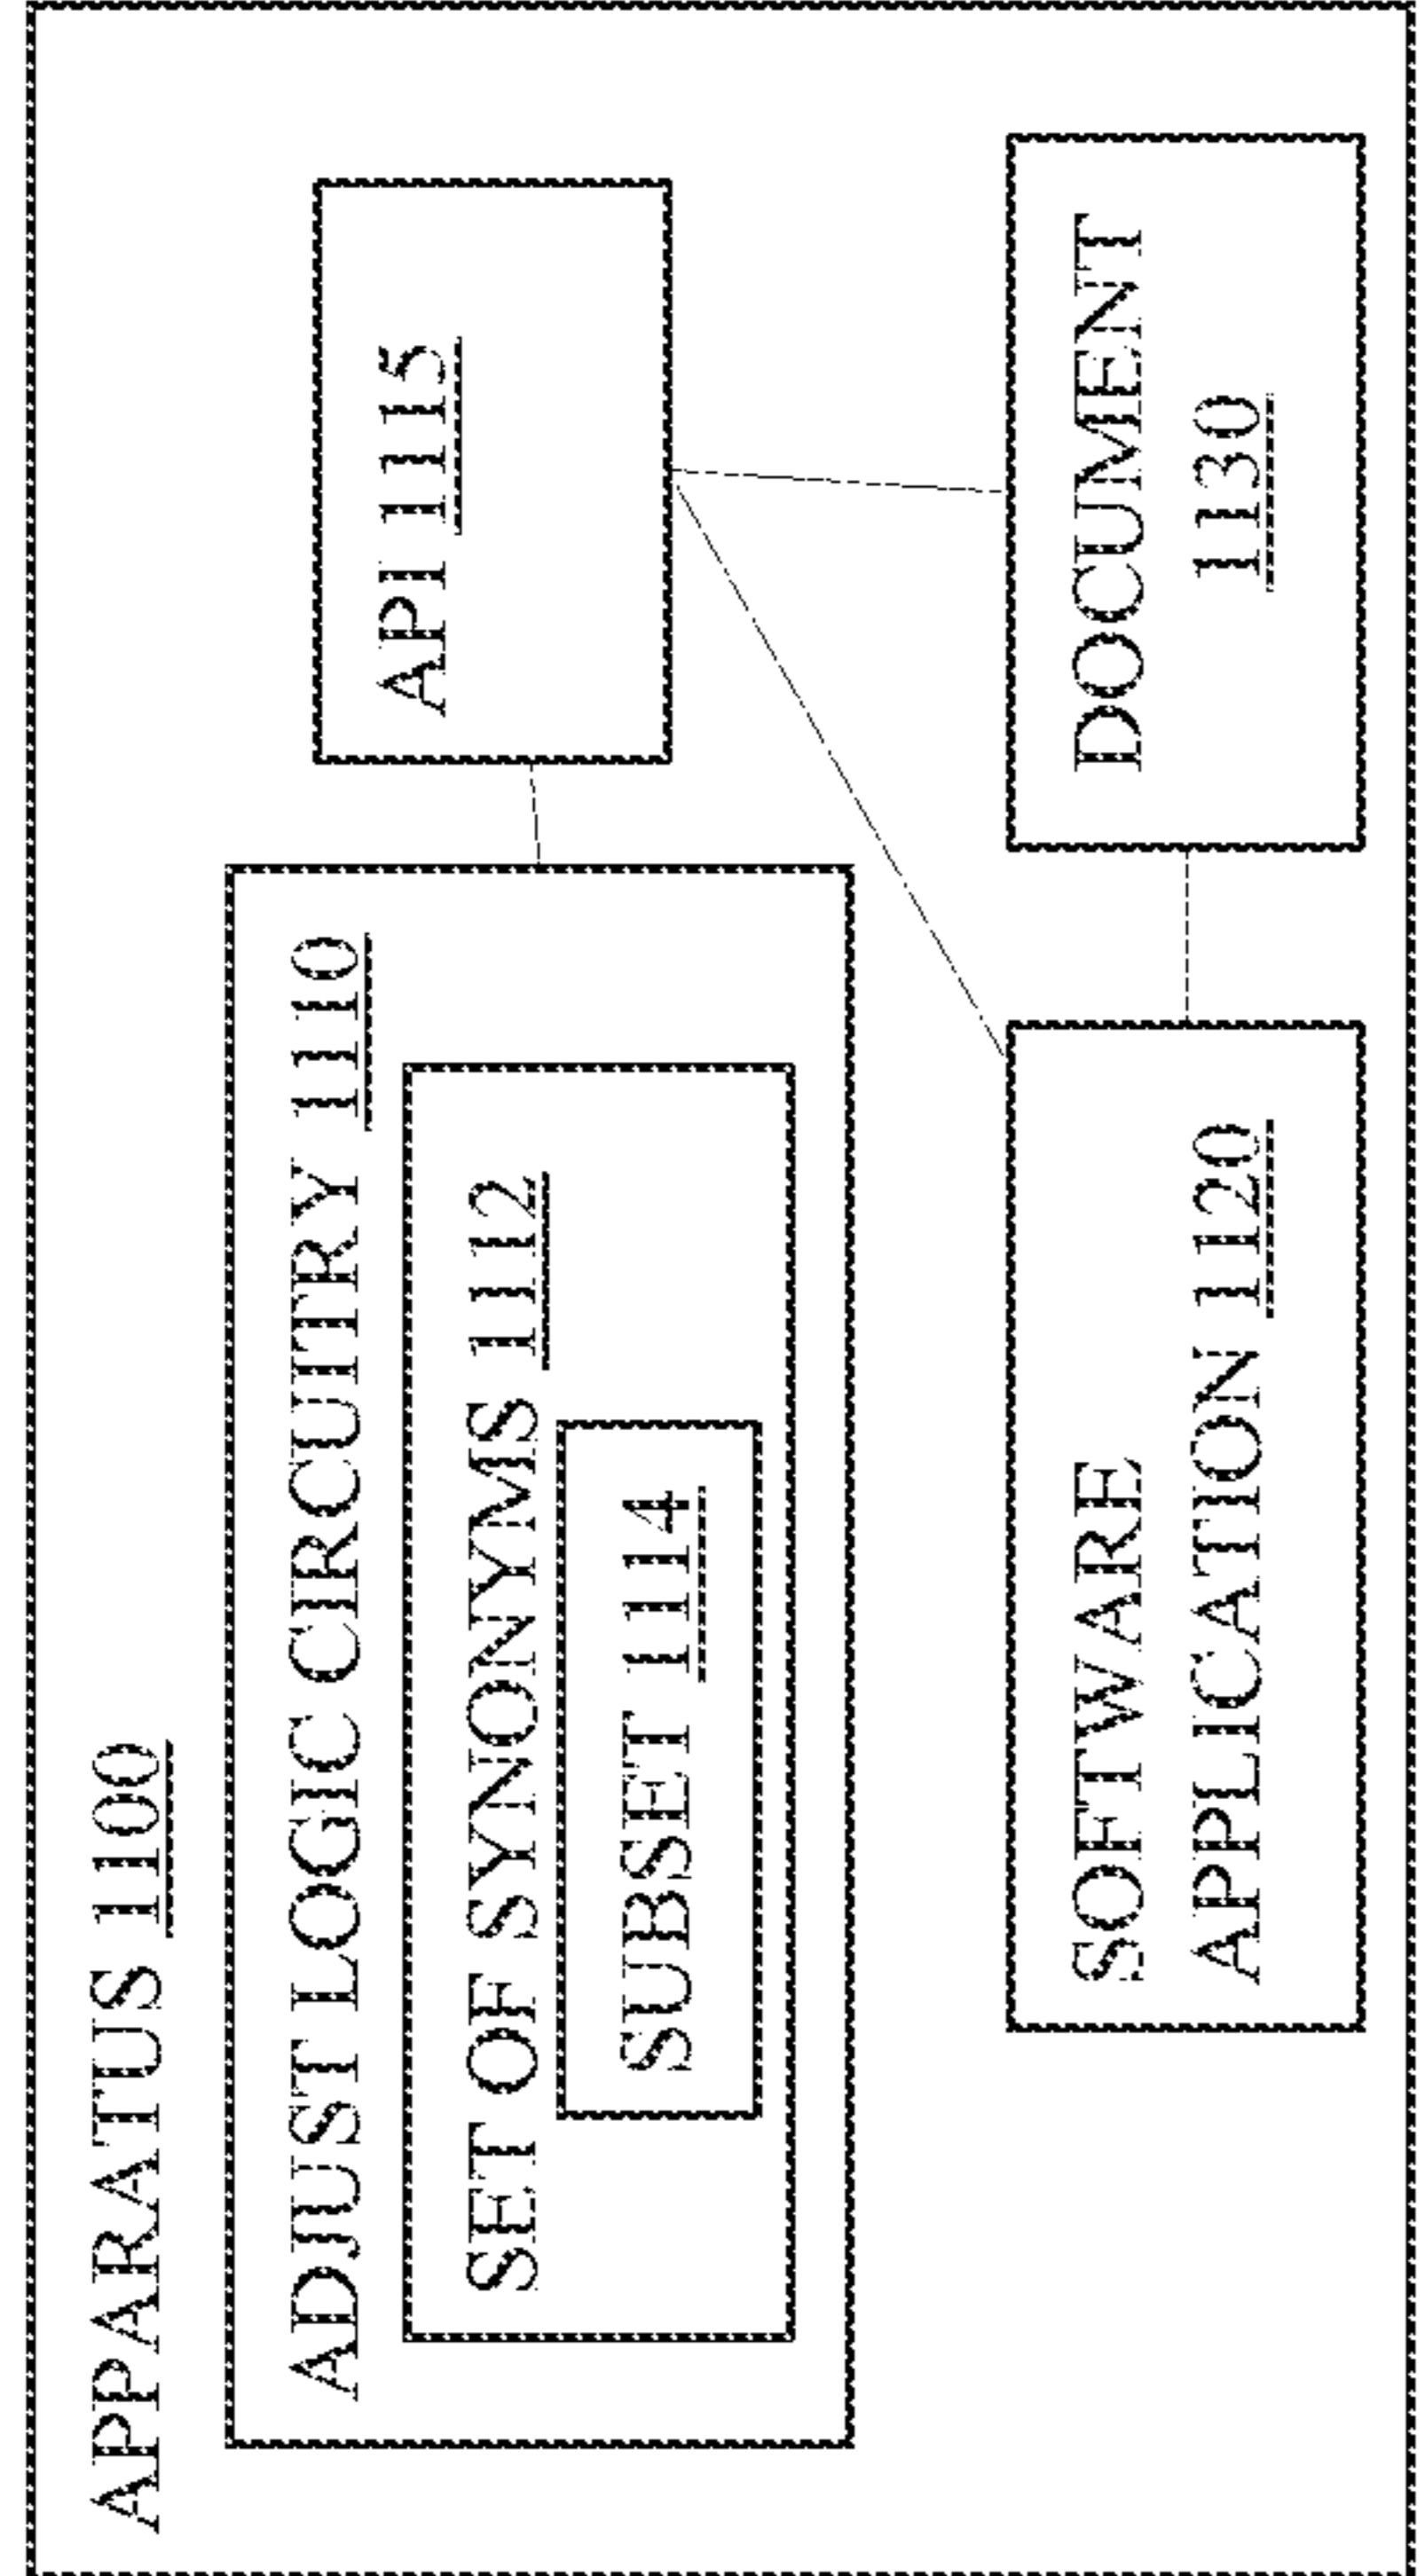 APPARATUS 1100
ADJUST LOGIC CIRCUITRY 1110
SET OF SYNONYMS 1112
SUBSET 1114
API 1115
SOFTWARE
APPLICATION 1120
DOCUMENT
1130